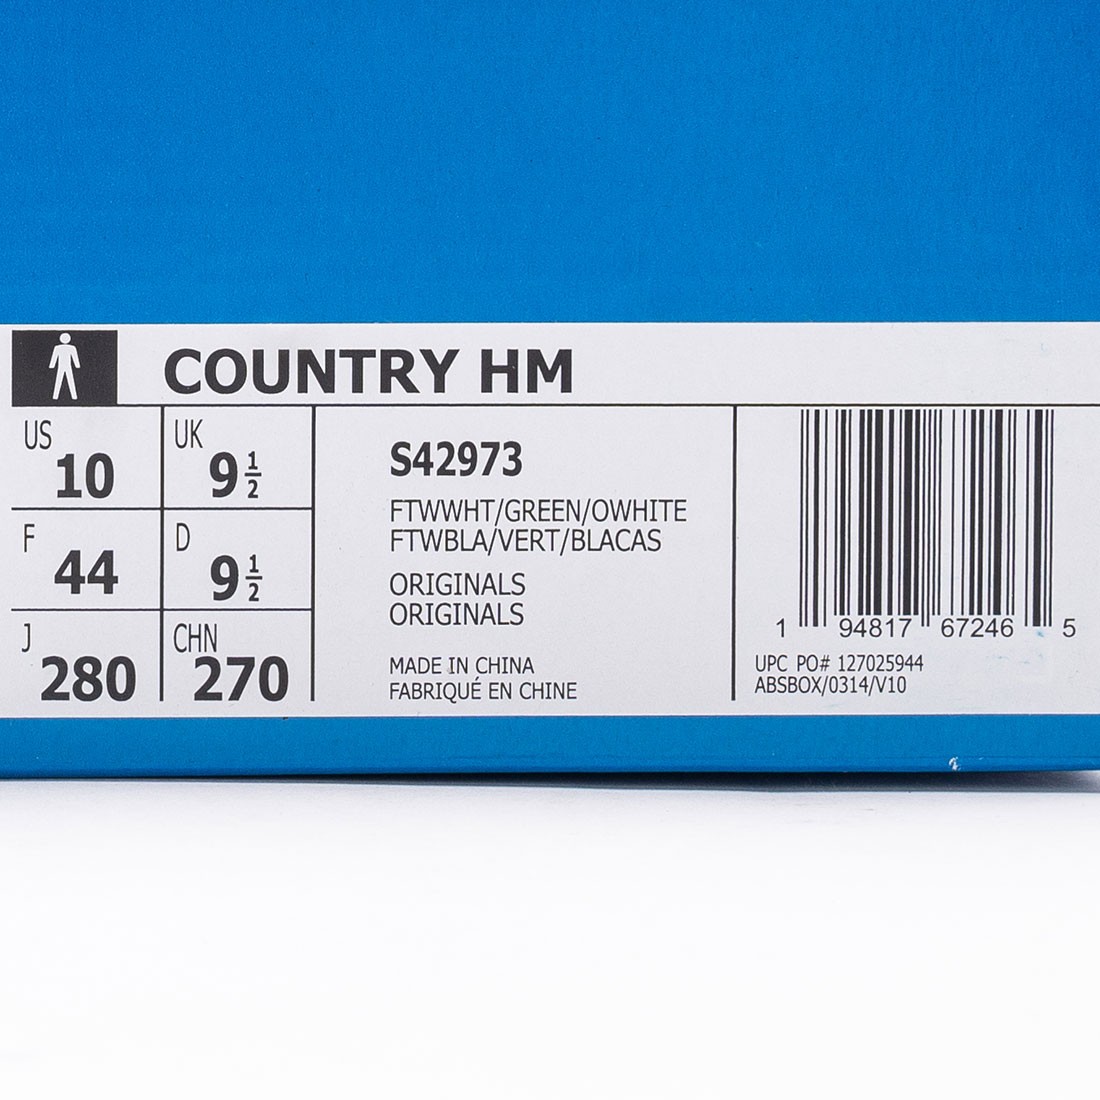 COUNTRY HM
US 10 UK 9 1/2
F 44 D 9 1/2
J 280 CHN 270
S42973
FTWWHT/GREEN/OWHITE
FTWBLA/VERT/BLACAS
ORIGINALS
ORIGINALS
MADE IN CHINA
FABRIQUÉ EN CHINE
1 94817 67246 5
UPC PO# 127025944
ABSBOX/0314/V10